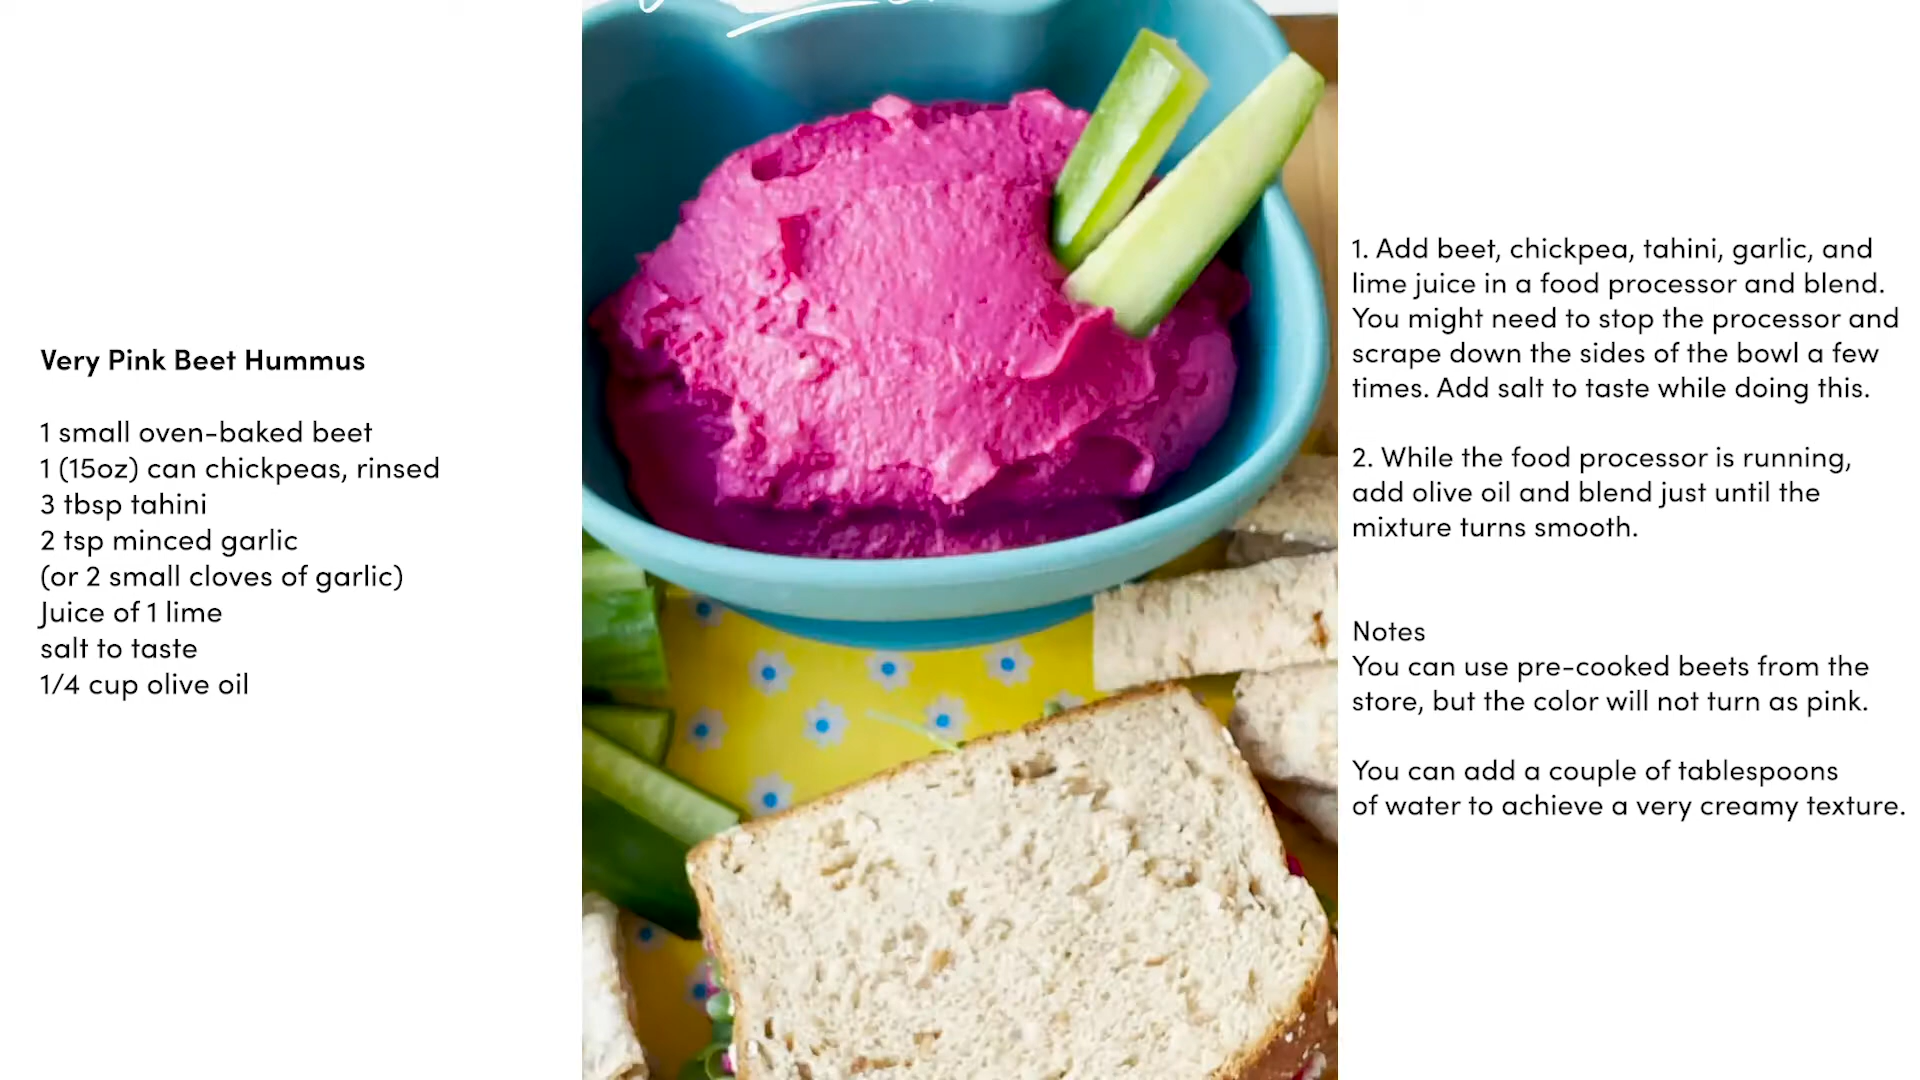 Very Pink Beet Hummus
1 small oven-baked beet
1 (15oz) can chickpeas, rinsed
3 tbsp tahini
2 tsp minced garlic
(or 2 small cloves of garlic)
Juice of 1 lime
salt to taste
1/4 cup olive oil
1. Add beet, chickpea, tahini, garlic, and
lime juice in a food processor and blend.
You might need to stop the processor and
scrape down the sides of the bowl a few
times. Add salt to taste while doing this.
2. While the food processor is running,
add olive oil and blend just until the
mixture turns smooth.
Notes
You can use pre-cooked beets from the
store, but the color will not turn as pink.
You can add a couple of tablespoons
of water to achieve a very creamy texture.